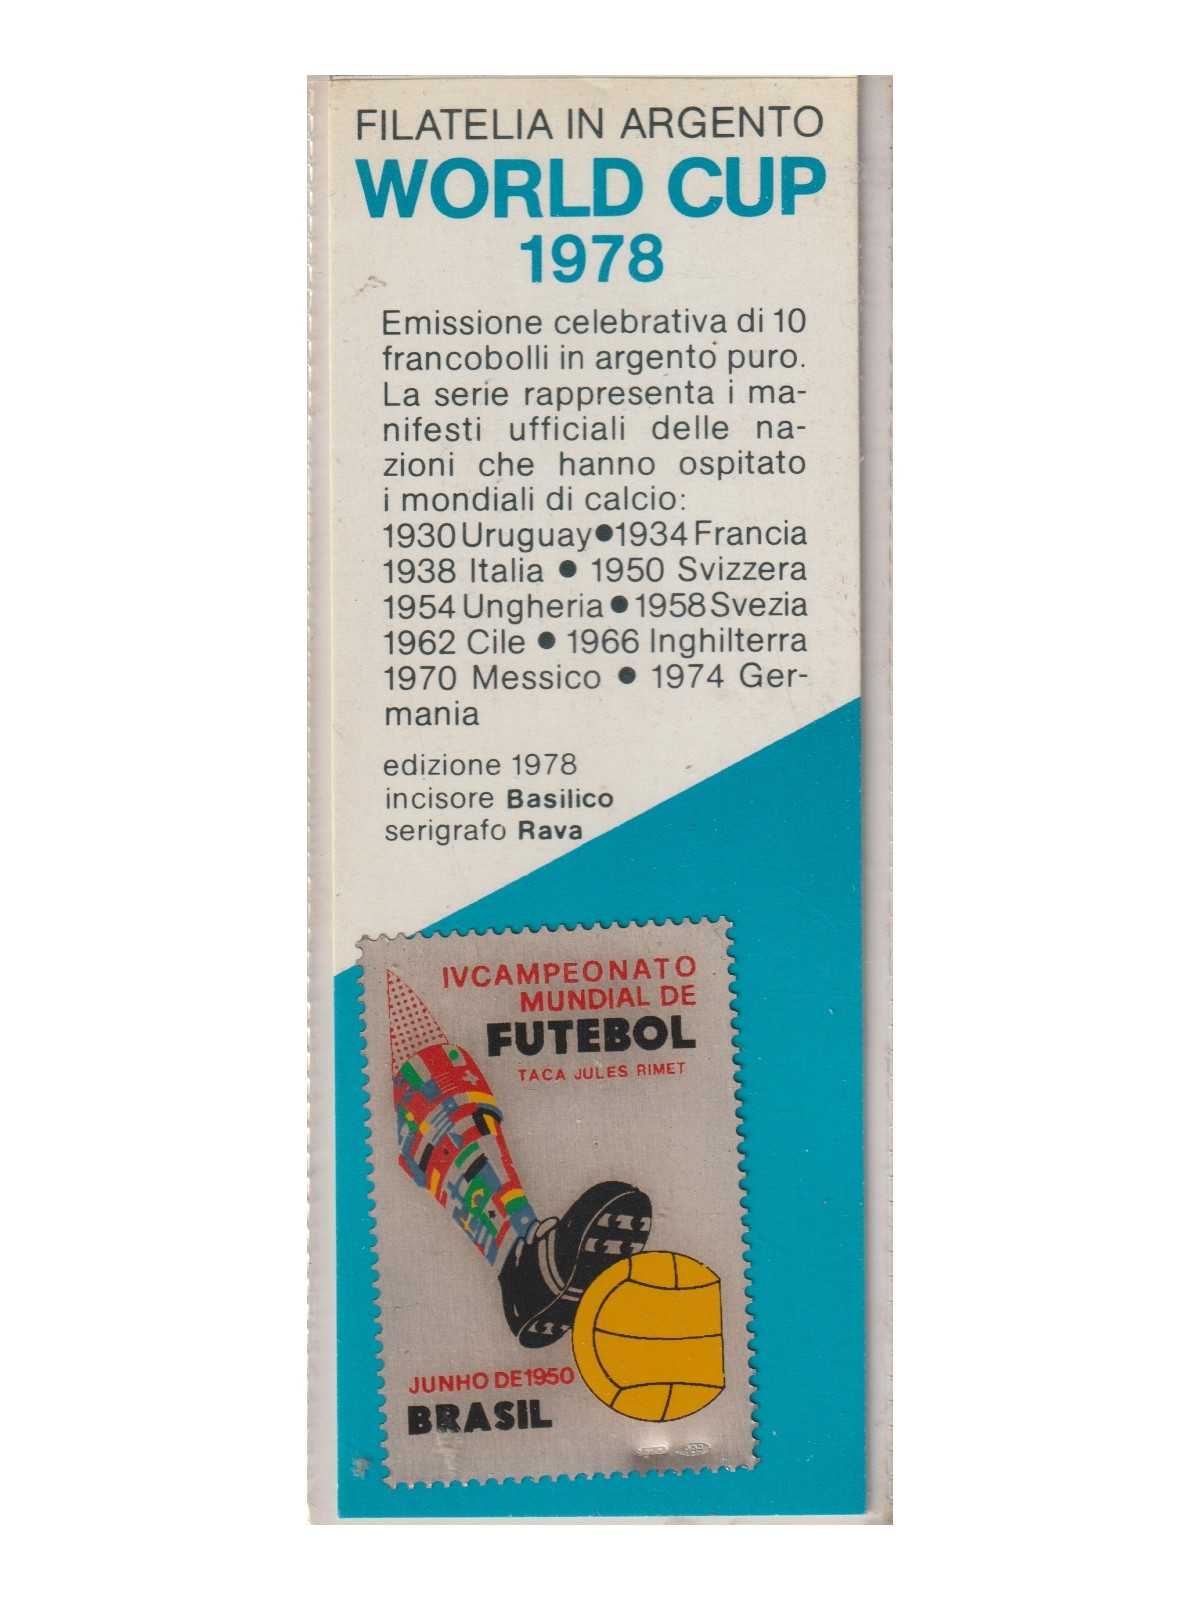 FILATELIA IN ARGENTO
WORLD CUP
1978
Emissione celebrativa di 10
francobolli in argento puro.
La serie rappresenta i ma-
nifesti ufficiali delle na-
zioni che hanno ospitato
i mondiali di calcio:
1930 Uruguay ● 1934 Francia
1938 Italia ● 1950 Svizzera
1954 Ungheria ● 1958 Svezia
1962 Cile ● 1966 Inghilterra
1970 Messico ● 1974 Ger-
mania
edizione 1978
incisore Basilico
serigrafo Rava
IV CAMPEONATO
MUNDIAL DE
FUTEBOL
TACA JULES RIMET
JUNHO DE 1950
BRASIL